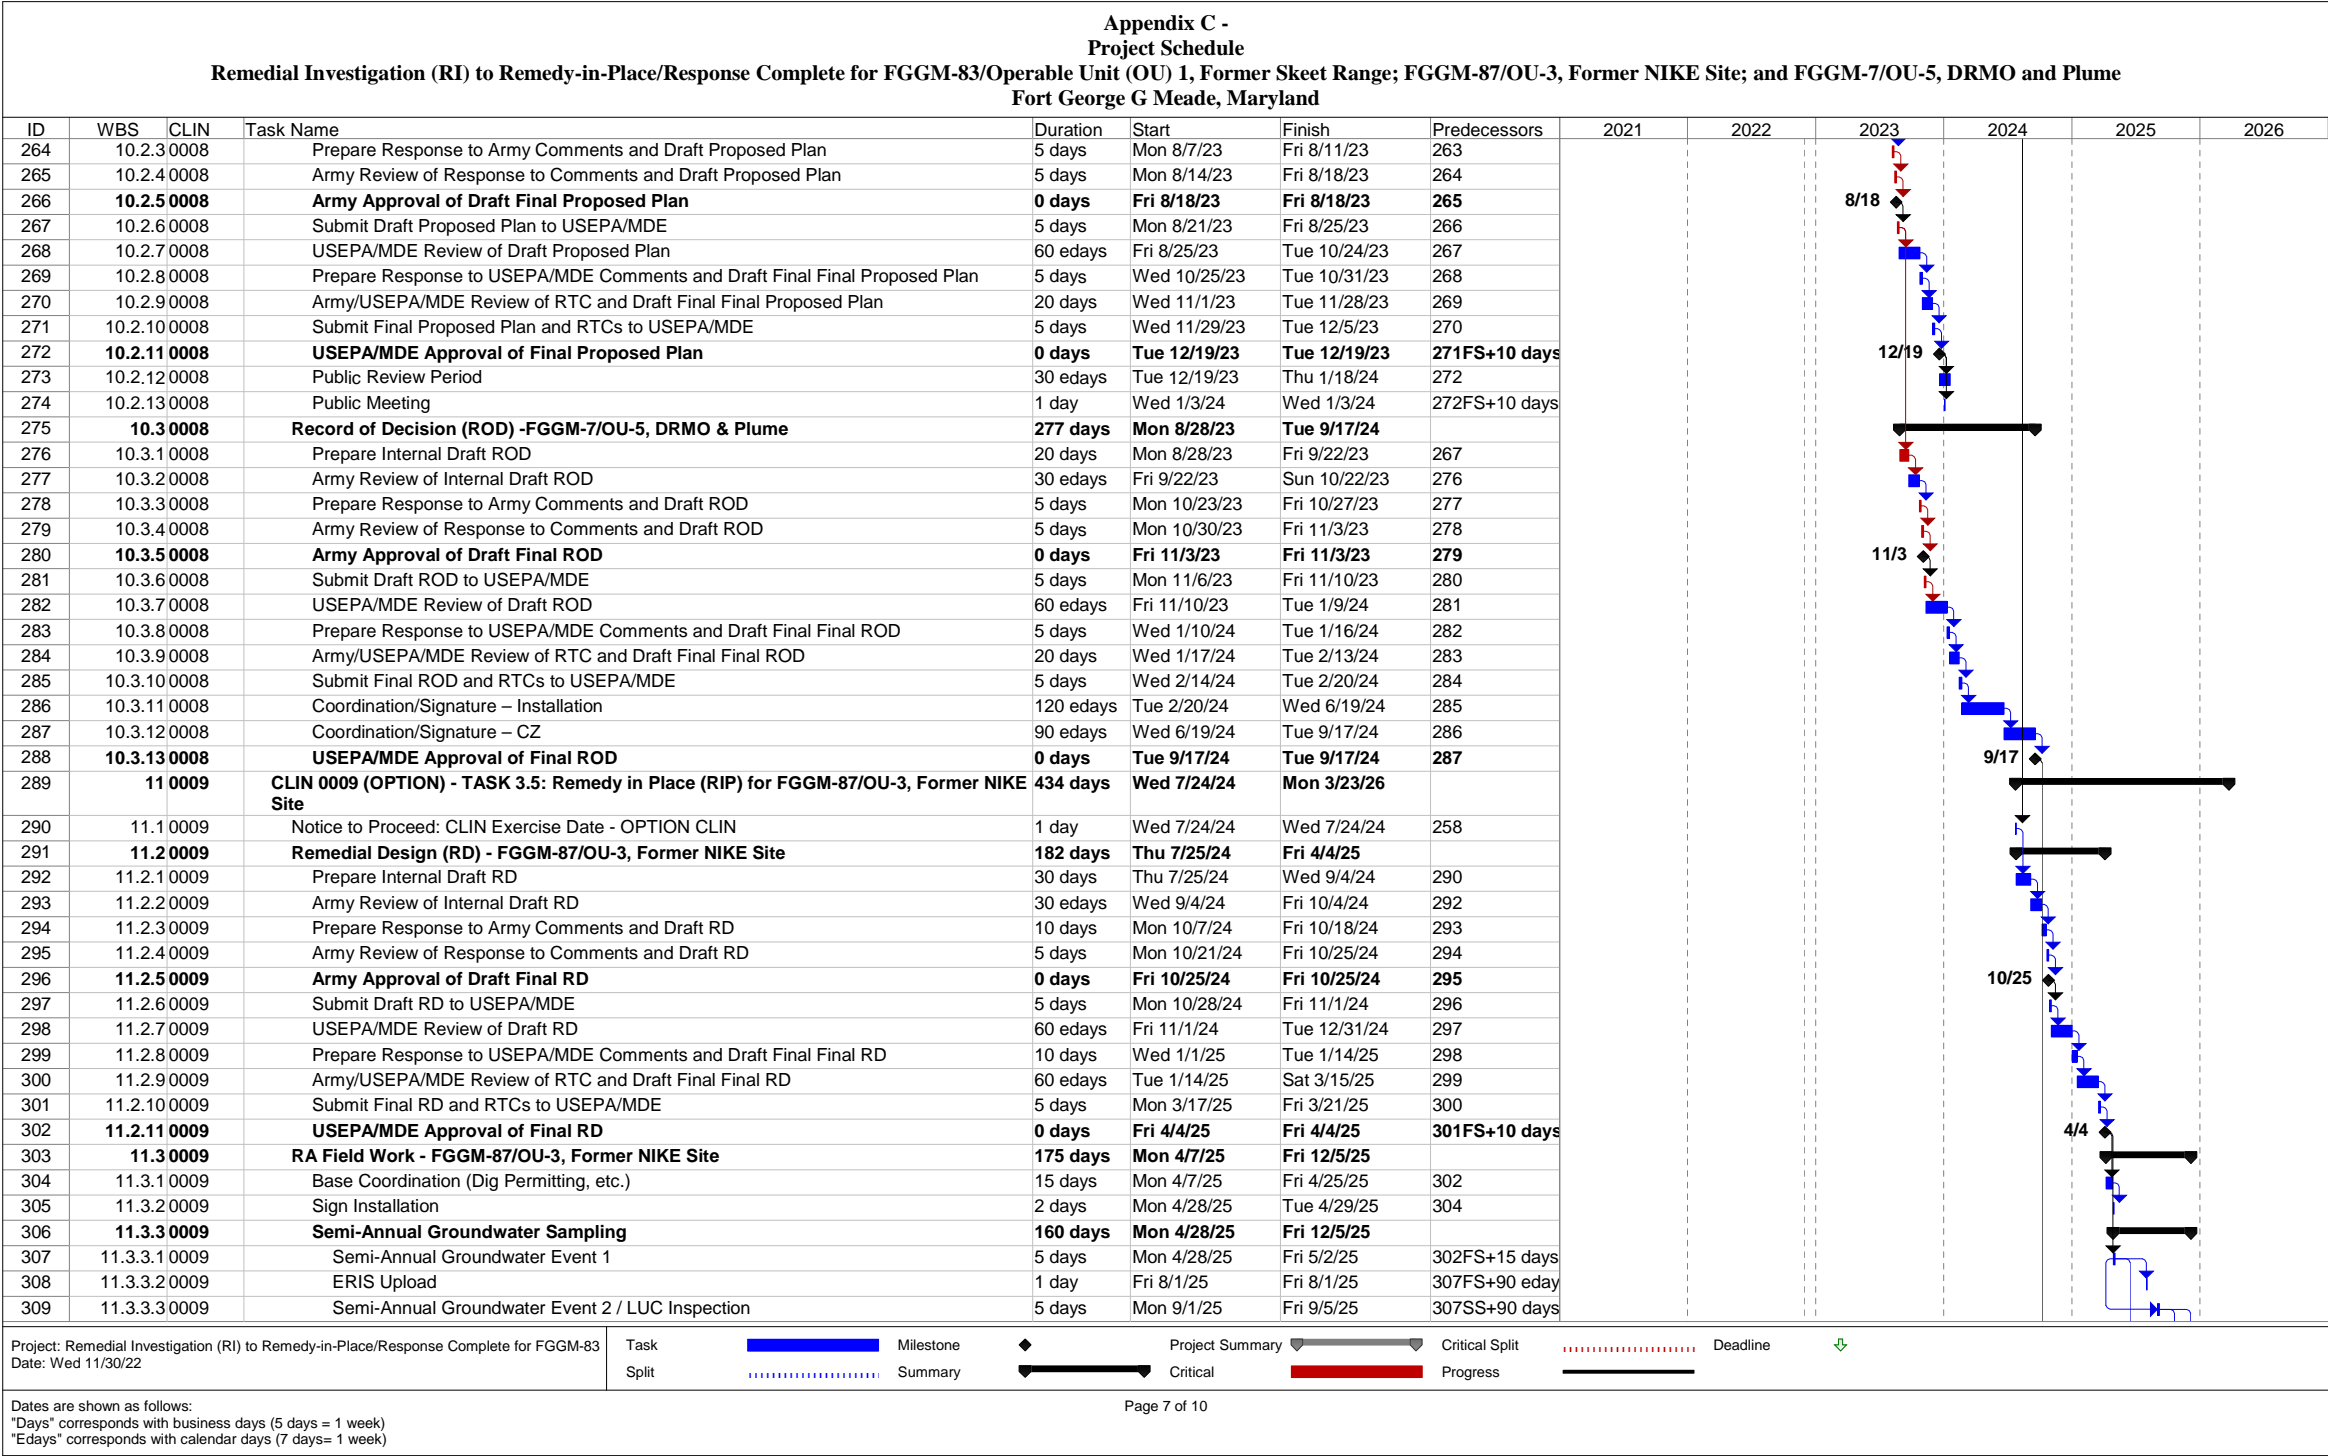 Appendix C -
Project Schedule
Remedial Investigation (RI) to Remedy-in-Place/Response Complete for FGGM-83/Operable Unit (OU) 1, Former Skeet Range; FGGM-87/OU-3, Former NIKE Site; and FGGM-7/OU-5, DRMO and Plume
Fort George G Meade, Maryland
ID WBS CLIN Task Name Duration Start Finish Predecessors 2021 2022 2023 2024 2025 2026
264 10.2.3 0008 Prepare Response to Army Comments and Draft Proposed Plan 5 days Mon 8/7/23 Fri 8/11/23 263
265 10.2.4 0008 Army Review of Response to Comments and Draft Proposed Plan 5 days Mon 8/14/23 Fri 8/18/23 264
266 10.2.5 0008 Army Approval of Draft Final Proposed Plan 0 days Fri 8/18/23 Fri 8/18/23 265 8/18
267 10.2.6 0008 Submit Draft Proposed Plan to USEPA/MDE 5 days Mon 8/21/23 Fri 8/25/23 266
268 10.2.7 0008 USEPA/MDE Review of Draft Proposed Plan 60 edays Fri 8/25/23 Tue 10/24/23 267
269 10.2.8 0008 Prepare Response to USEPA/MDE Comments and Draft Final Final Proposed Plan 5 days Wed 10/25/23 Tue 10/31/23 268
270 10.2.9 0008 Army/USEPA/MDE Review of RTC and Draft Final Final Proposed Plan 20 days Wed 11/1/23 Tue 11/28/23 269
271 10.2.10 0008 Submit Final Proposed Plan and RTCs to USEPA/MDE 5 days Wed 11/29/23 Tue 12/5/23 270
272 10.2.11 0008 USEPA/MDE Approval of Final Proposed Plan 0 days Tue 12/19/23 Tue 12/19/23 271FS+10 days 12/19
273 10.2.12 0008 Public Review Period 30 edays Tue 12/19/23 Thu 1/18/24 272
274 10.2.13 0008 Public Meeting 1 day Wed 1/3/24 Wed 1/3/24 272FS+10 days
275 10.3 0008 Record of Decision (ROD) -FGGM-7/OU-5, DRMO & Plume 277 days Mon 8/28/23 Tue 9/17/24
276 10.3.1 0008 Prepare Internal Draft ROD 20 days Mon 8/28/23 Fri 9/22/23 267
277 10.3.2 0008 Army Review of Internal Draft ROD 30 edays Fri 9/22/23 Sun 10/22/23 276
278 10.3.3 0008 Prepare Response to Army Comments and Draft ROD 5 days Mon 10/23/23 Fri 10/27/23 277
279 10.3.4 0008 Army Review of Response to Comments and Draft ROD 5 days Mon 10/30/23 Fri 11/3/23 278
280 10.3.5 0008 Army Approval of Draft Final ROD 0 days Fri 11/3/23 Fri 11/3/23 279 11/3
281 10.3.6 0008 Submit Draft ROD to USEPA/MDE 5 days Mon 11/6/23 Fri 11/10/23 280
282 10.3.7 0008 USEPA/MDE Review of Draft ROD 60 edays Fri 11/10/23 Tue 1/9/24 281
283 10.3.8 0008 Prepare Response to USEPA/MDE Comments and Draft Final Final ROD 5 days Wed 1/10/24 Tue 1/16/24 282
284 10.3.9 0008 Army/USEPA/MDE Review of RTC and Draft Final Final ROD 20 days Wed 1/17/24 Tue 2/13/24 283
285 10.3.10 0008 Submit Final ROD and RTCs to USEPA/MDE 5 days Wed 2/14/24 Tue 2/20/24 284
286 10.3.11 0008 Coordination/Signature – Installation 120 edays Tue 2/20/24 Wed 6/19/24 285
287 10.3.12 0008 Coordination/Signature – CZ 90 edays Wed 6/19/24 Tue 9/17/24 286
288 10.3.13 0008 USEPA/MDE Approval of Final ROD 0 days Tue 9/17/24 Tue 9/17/24 287 9/17
289 11 0009 CLIN 0009 (OPTION) - TASK 3.5: Remedy in Place (RIP) for FGGM-87/OU-3, Former NIKE 434 days Wed 7/24/24 Mon 3/23/26
Site
290 11.1 0009 Notice to Proceed: CLIN Exercise Date - OPTION CLIN 1 day Wed 7/24/24 Wed 7/24/24 258
291 11.2 0009 Remedial Design (RD) - FGGM-87/OU-3, Former NIKE Site 182 days Thu 7/25/24 Fri 4/4/25
292 11.2.1 0009 Prepare Internal Draft RD 30 days Thu 7/25/24 Wed 9/4/24 290
293 11.2.2 0009 Army Review of Internal Draft RD 30 edays Wed 9/4/24 Fri 10/4/24 292
294 11.2.3 0009 Prepare Response to Army Comments and Draft RD 10 days Mon 10/7/24 Fri 10/18/24 293
295 11.2.4 0009 Army Review of Response to Comments and Draft RD 5 days Mon 10/21/24 Fri 10/25/24 294
296 11.2.5 0009 Army Approval of Draft Final RD 0 days Fri 10/25/24 Fri 10/25/24 295 10/25
297 11.2.6 0009 Submit Draft RD to USEPA/MDE 5 days Mon 10/28/24 Fri 11/1/24 296
298 11.2.7 0009 USEPA/MDE Review of Draft RD 60 edays Fri 11/1/24 Tue 12/31/24 297
299 11.2.8 0009 Prepare Response to USEPA/MDE Comments and Draft Final Final RD 10 days Wed 1/1/25 Tue 1/14/25 298
300 11.2.9 0009 Army/USEPA/MDE Review of RTC and Draft Final Final RD 60 edays Tue 1/14/25 Sat 3/15/25 299
301 11.2.10 0009 Submit Final RD and RTCs to USEPA/MDE 5 days Mon 3/17/25 Fri 3/21/25 300
302 11.2.11 0009 USEPA/MDE Approval of Final RD 0 days Fri 4/4/25 Fri 4/4/25 301FS+10 days 4/4
303 11.3 0009 RA Field Work - FGGM-87/OU-3, Former NIKE Site 175 days Mon 4/7/25 Fri 12/5/25
304 11.3.1 0009 Base Coordination (Dig Permitting, etc.) 15 days Mon 4/7/25 Fri 4/25/25 302
305 11.3.2 0009 Sign Installation 2 days Mon 4/28/25 Tue 4/29/25 304
306 11.3.3 0009 Semi-Annual Groundwater Sampling 160 days Mon 4/28/25 Fri 12/5/25
307 11.3.3.1 0009 Semi-Annual Groundwater Event 1 5 days Mon 4/28/25 Fri 5/2/25 302FS+15 days
308 11.3.3.2 0009 ERIS Upload 1 day Fri 8/1/25 Fri 8/1/25 307FS+90 eday
309 11.3.3.3 0009 Semi-Annual Groundwater Event 2 / LUC Inspection 5 days Mon 9/1/25 Fri 9/5/25 307SS+90 days
Project: Remedial Investigation (RI) to Remedy-in-Place/Response Complete for FGGM-83
Date: Wed 11/30/22
Task Milestone Project Summary Critical Split Deadline
Split Summary Critical Progress
Dates are shown as follows:
"Days" corresponds with business days (5 days = 1 week)
"Edays" corresponds with calendar days (7 days= 1 week)
Page 7 of 10